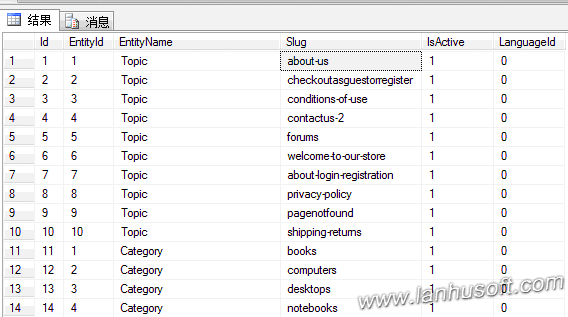 结果 消息
Id EntityId EntityName Slug IsActive LanguageId
1 1 1 Topic about-us 1 0
2 2 2 Topic checkoutasguestorregister 1 0
3 3 3 Topic conditions-of-use 1 0
4 4 4 Topic contactus-2 1 0
5 5 5 Topic forums 1 0
6 6 6 Topic welcome-to-our-store 1 0
7 7 7 Topic about-login-registration 1 0
8 8 8 Topic privacy-policy 1 0
9 9 9 Topic pagenotfound 1 0
10 10 10 Topic shipping-returns 1 0
11 11 1 Category books 1 0
12 12 2 Category computers 1 0
13 13 3 Category desktops 1 0
14 14 4 Category notebooks 1 0
www.lanhusoft.com